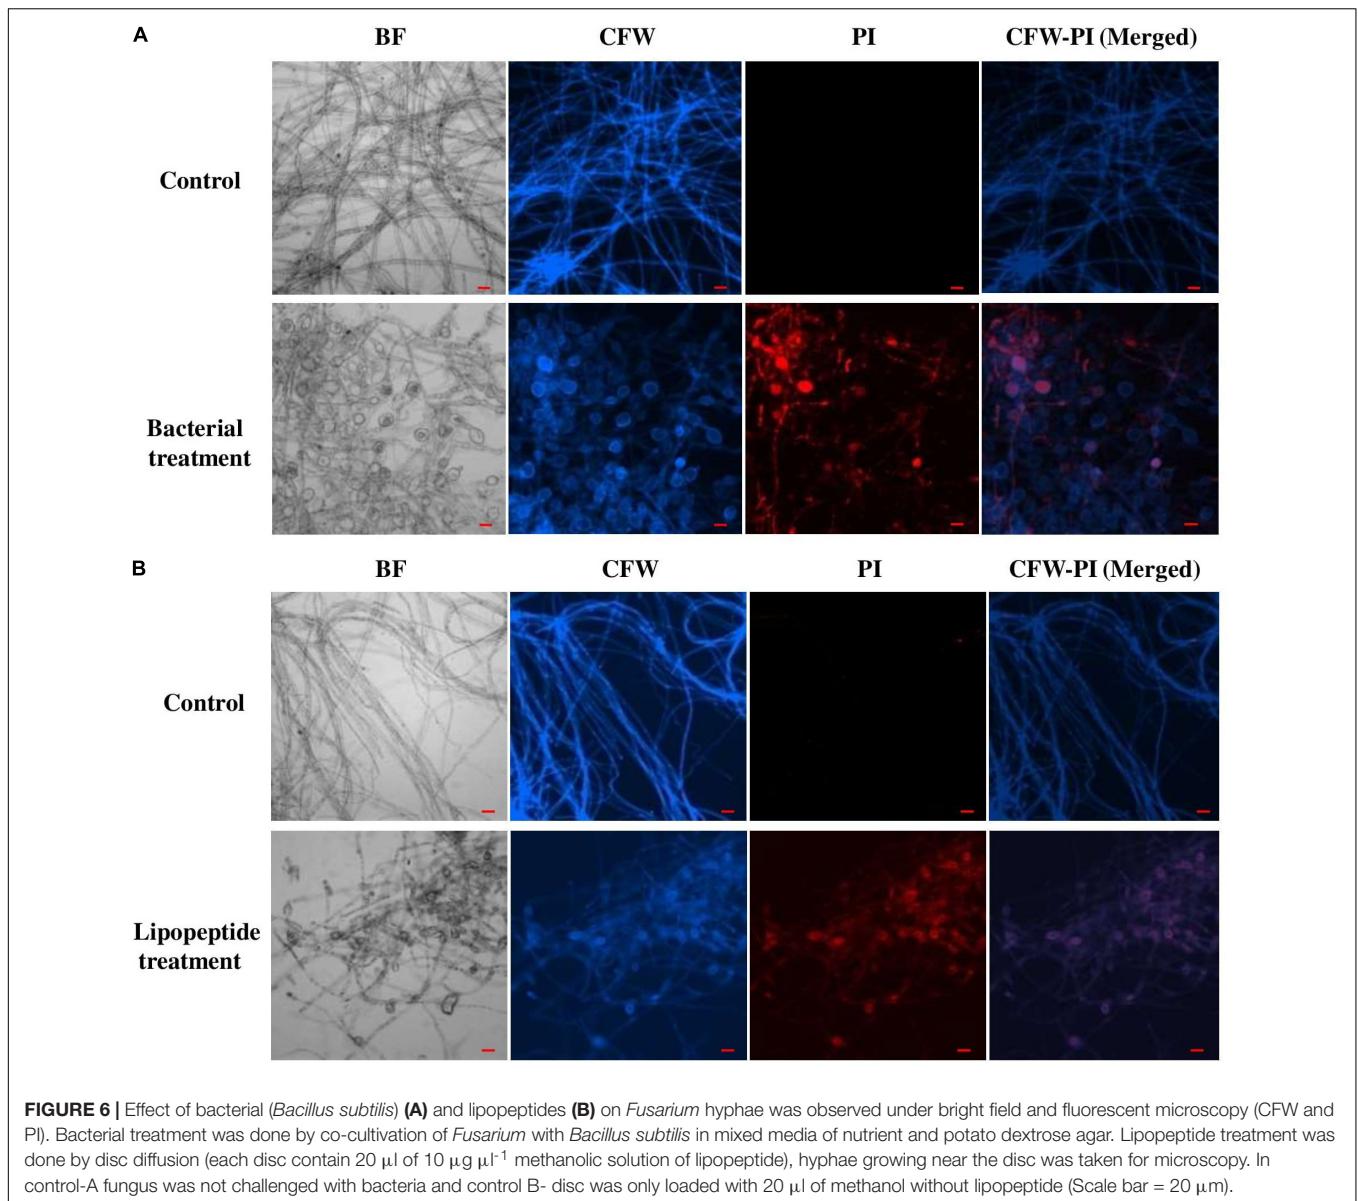 A
BF CFW PI CFW-PI (Merged)
Control
Bacterial
treatment
B
BF CFW PI CFW-PI (Merged)
Control
Lipopeptide
treatment
FIGURE 6 | Effect of bacterial (Bacillus subtilis) (A) and lipopeptides (B) on Fusarium hyphae was observed under bright field and fluorescent microscopy (CFW and
PI). Bacterial treatment was done by co-cultivation of Fusarium with Bacillus subtilis in mixed media of nutrient and potato dextrose agar. Lipopeptide treatment was
done by disc diffusion (each disc contain 20 μl of 10 μg μl⁻¹ methanolic solution of lipopeptide), hyphae growing near the disc was taken for microscopy. In
control-A fungus was not challenged with bacteria and control B- disc was only loaded with 20 μl of methanol without lipopeptide (Scale bar = 20 μm).